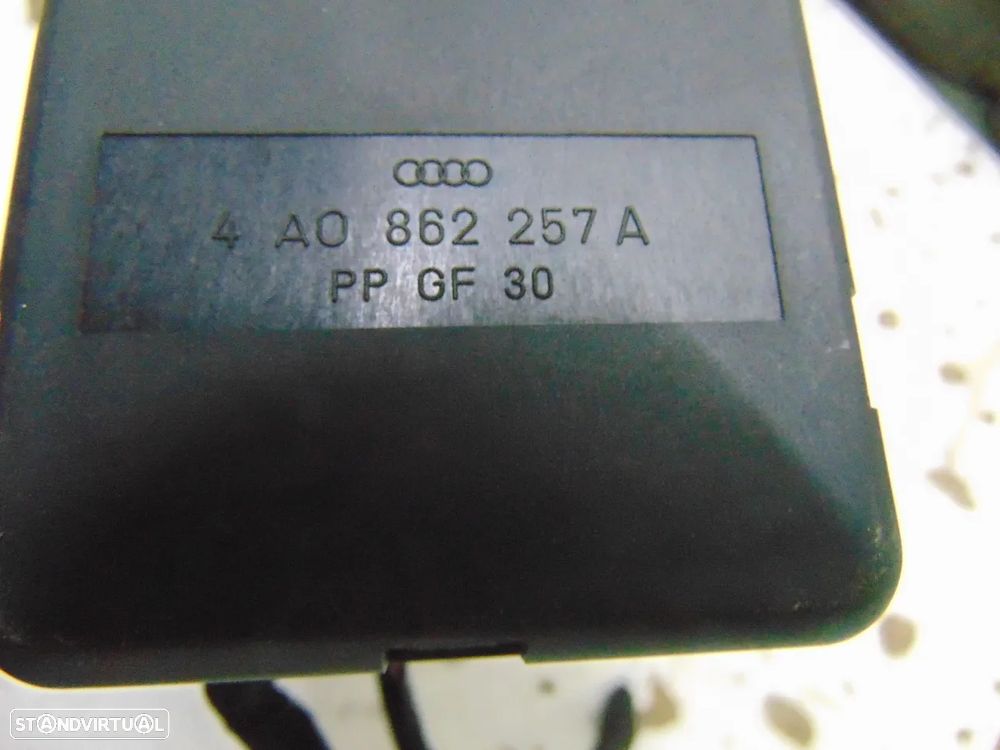 4 A0 862 257 A
PP GF 30
STANDVIRTUAL